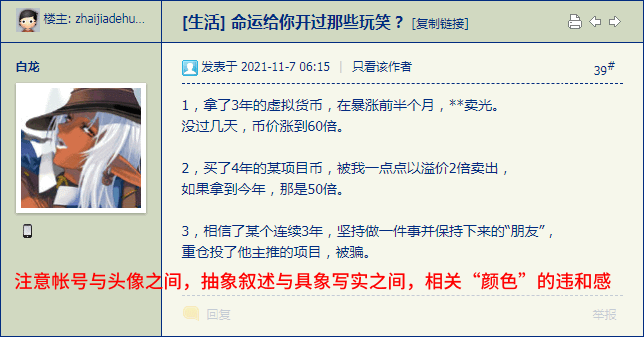 楼主: zhaijiadehu...
[生活] 命运给你开过那些玩笑？ [复制链接]
白龙
发表于 2021-11-7 06:15 | 只看该作者
39#
1，拿了3年的虚拟货币，在暴涨前半个月，**卖光。
没过几天，币价涨到60倍。
2，买了4年的某项目币，被我一点点以溢价2倍卖出，
如果拿到今年，那是50倍。
3，相信了某个连续3年，坚持做一件事并保持下来的“朋友”，
重仓投了他主推的项目，被骗。
注意帐号与头像之间，抽象叙述与具象写实之间，相关“颜色”的违和感
回复
举报